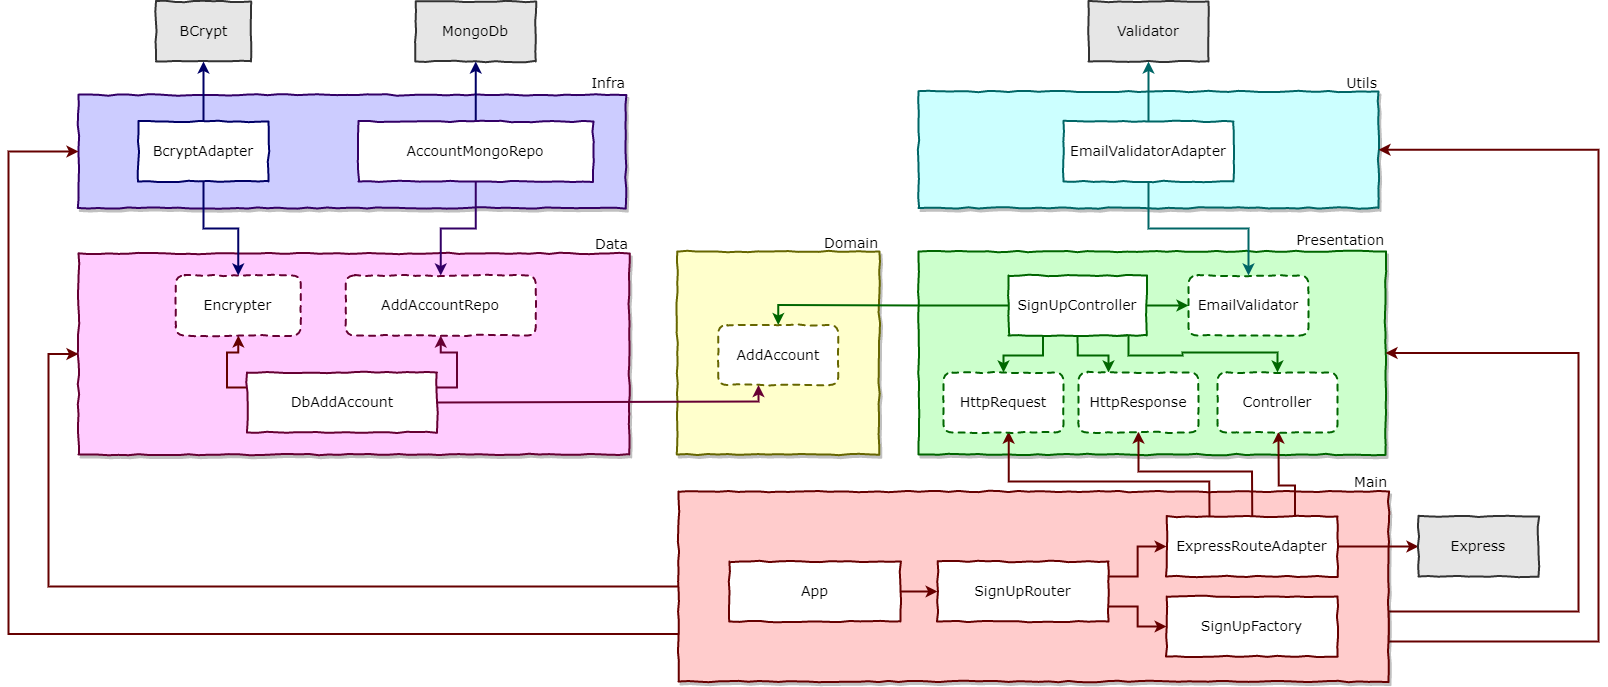 BCrypt
MongoDb
Validator
Infra
Utils
BcryptAdapter
AccountMongoRepo
EmailValidatorAdapter
Data
Domain
Presentation
Encrypter
AddAccountRepo
SignUpController
EmailValidator
AddAccount
DbAddAccount
HttpRequest
HttpResponse
Controller
Main
ExpressRouteAdapter
Express
App
SignUpRouter
SignUpFactory